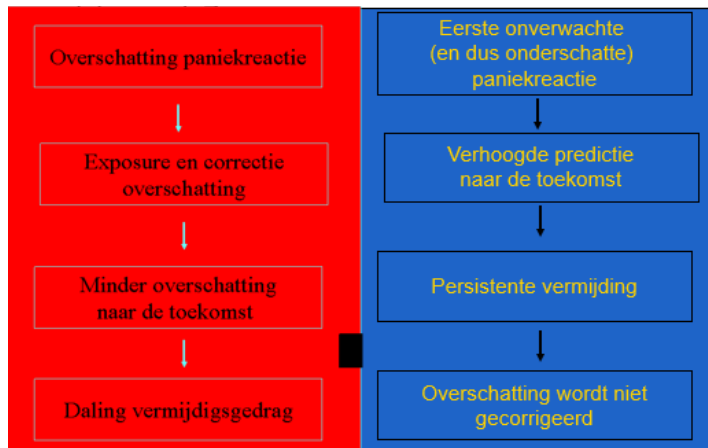 Overschatting paniekreactie
Exposure en correctie
overschatting
Minder overschatting
naar de toekomst
Daling vermijdigsgedrag
Eerste onverwachte
(en dus onderschatte)
paniekreactie
Verhoogde predictie
naar de toekomst
Persistente vermijding
Overschatting wordt niet
gecorrigeerd